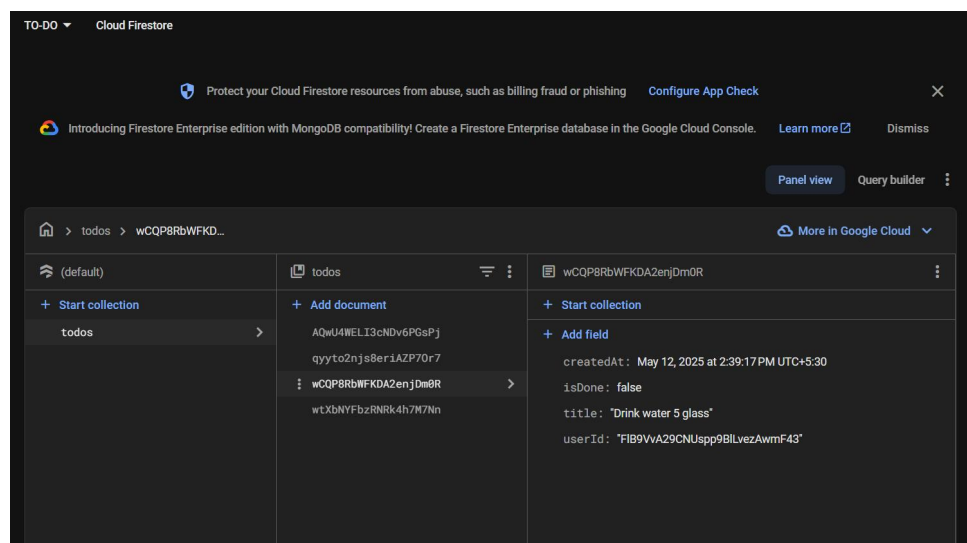 TO-DO Cloud Firestore
Protect your Cloud Firestore resources from abuse, such as billing fraud or phishing Configure App Check
Introducing Firestore Enterprise edition with MongoDB compatibility! Create a Firestore Enterprise database in the Google Cloud Console. Learn more Dismiss
Panel view Query builder
todos > wCQP8RbWFKD...
More in Google Cloud
(default)
+ Start collection
todos
todos
+ Add document
AQwU4WELI3cNDv6PGsPj
qyyto2njs8eriAZP7Or7
wCQP8RbWFKDA2enjDm0R
wtXbNYFbzRNRk4h7M7Nn
wCQP8RbWFKDA2enjDm0R
+ Start collection
+ Add field
createdAt: May 12, 2025 at 2:39:17 PM UTC+5:30
isDone: false
title: "Drink water 5 glass"
userId: "FlB9VvA29CNUspp9BlLvezAwmF43"